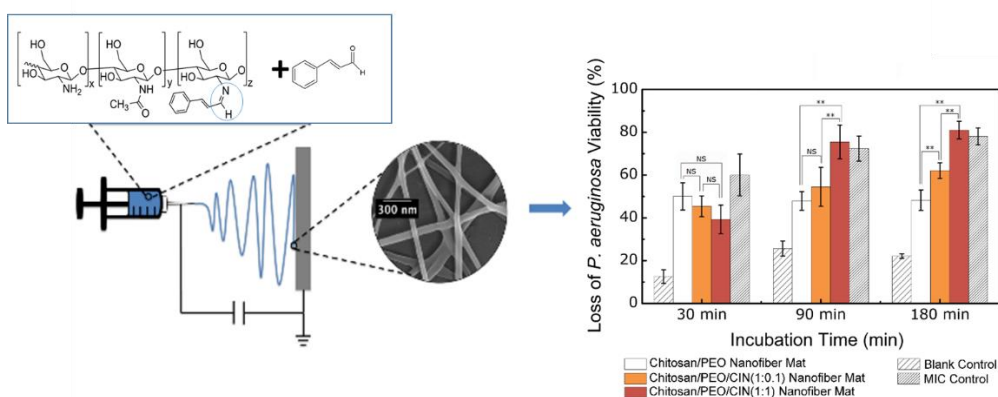 HO
HO
HO
O
O
O
O
O
O
HO
HO
HO
NH2
NH
N
x
y
z
CH3
O
H
+
O
H
300 nm
Loss of P. aeruginosa Viability (%)
100
80
60
40
20
0
NS
NS
NS
**
**
NS
**
**
**
30 min
90 min
180 min
Incubation Time (min)
Chitosan/PEO Nanofiber Mat
Chitosan/PEO/CIN(1:0.1) Nanofiber Mat
Chitosan/PEO/CIN(1:1) Nanofiber Mat
Blank Control
MIC Control